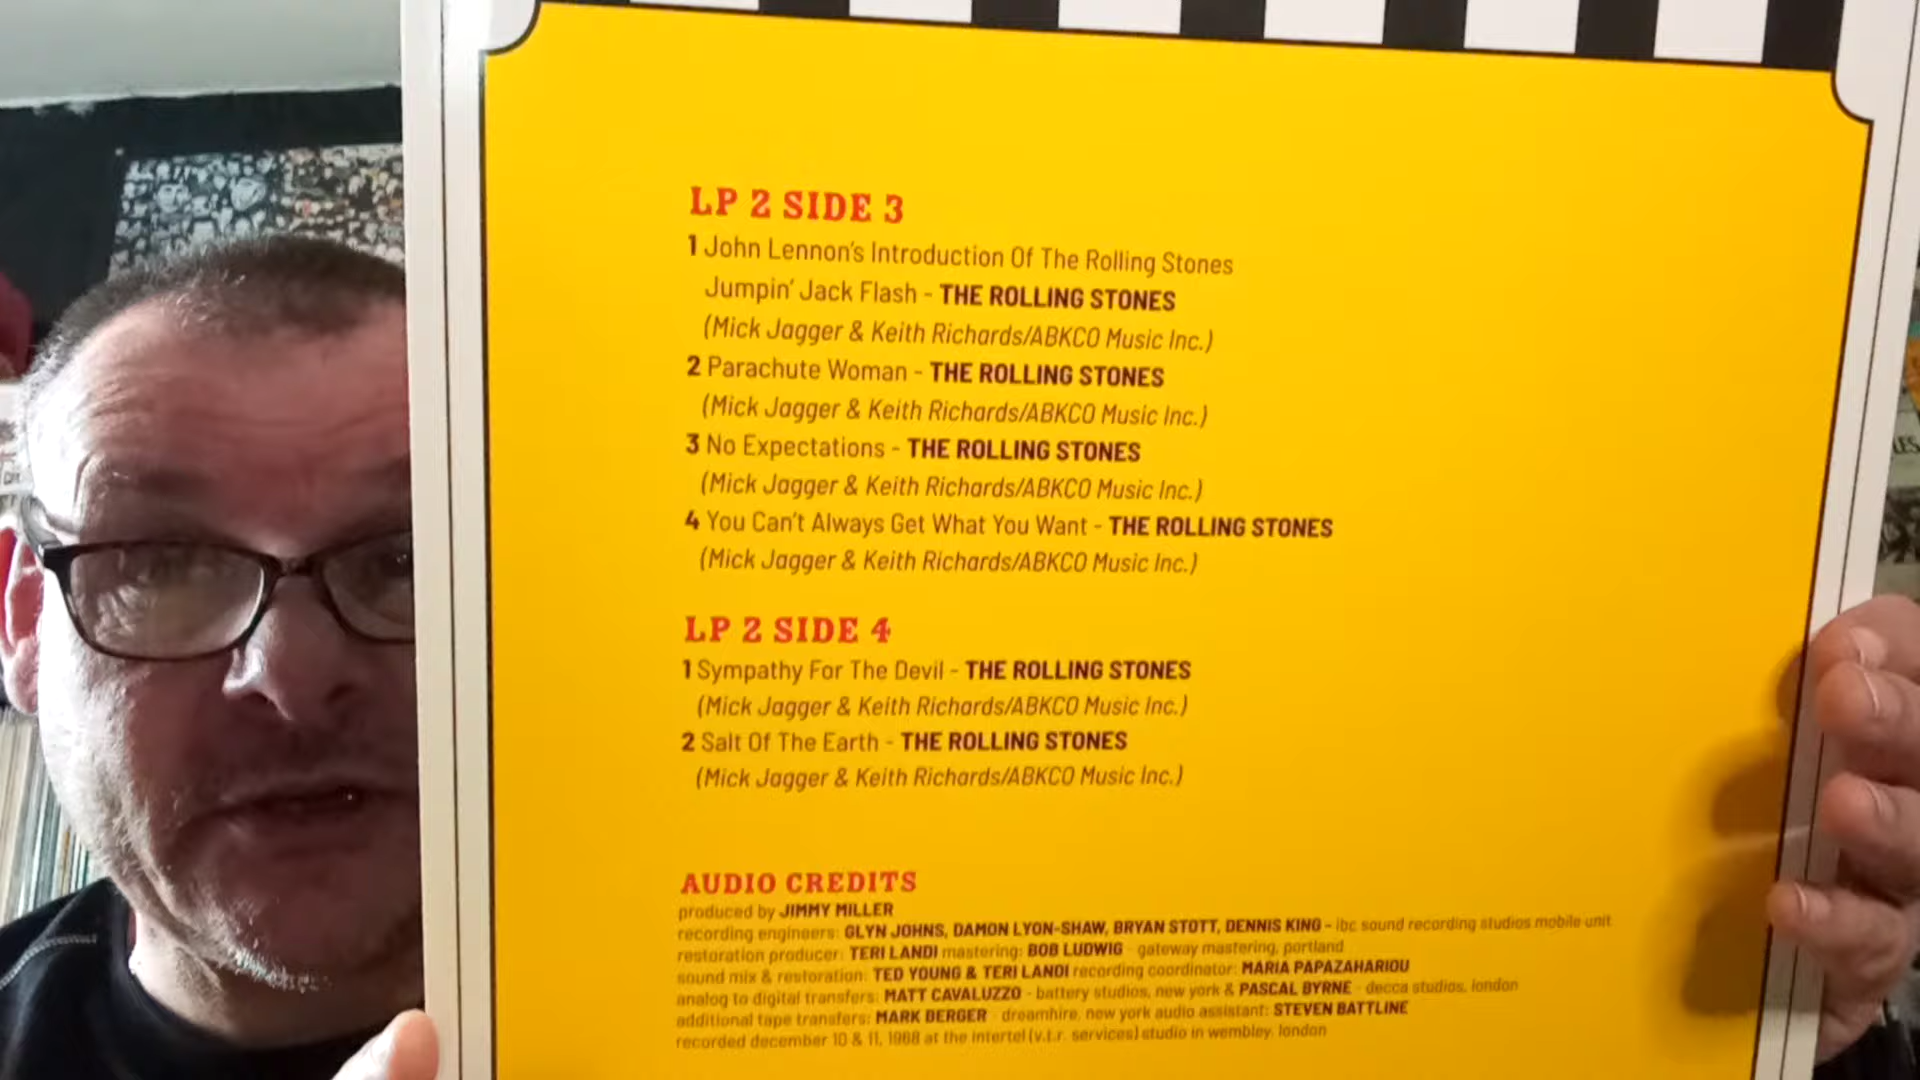 LP 2 SIDE 3
1 John Lennon's Introduction Of The Rolling Stones
Jumpin' Jack Flash - THE ROLLING STONES
(Mick Jagger & Keith Richards/ABKCO Music Inc.)
2 Parachute Woman - THE ROLLING STONES
(Mick Jagger & Keith Richards/ABKCO Music Inc.)
3 No Expectations - THE ROLLING STONES
(Mick Jagger & Keith Richards/ABKCO Music Inc.)
4 You Can't Always Get What You Want - THE ROLLING STONES
(Mick Jagger & Keith Richards/ABKCO Music Inc.)
LP 2 SIDE 4
1 Sympathy For The Devil - THE ROLLING STONES
(Mick Jagger & Keith Richards/ABKCO Music Inc.)
2 Salt Of The Earth - THE ROLLING STONES
(Mick Jagger & Keith Richards/ABKCO Music Inc.)
AUDIO CREDITS
produced by JIMMY MILLER
recording engineers: GLYN JOHNS, DAMON LYON-SHAW, BRYAN STOTT, DENNIS KING - ibc sound recording studios mobile unit
restoration producer: TERI LANDI mastering: BOB LUDWIG - gateway mastering, portland
sound mix & restoration: TED YOUNG & TERI LANDI recording coordinator: MARIA PAPAZAHARIOU
analog to digital transfers: MATT CAVALUZZO - battery studios, new york & PASCAL BYRNE - decca studios, london
additional tape transfers: MARK BERGER - dreamhire, new york audio assistant: STEVEN BATTLINE
recorded december 10 & 11, 1968 at the intertel (v.t.r. services) studio in wembley, london